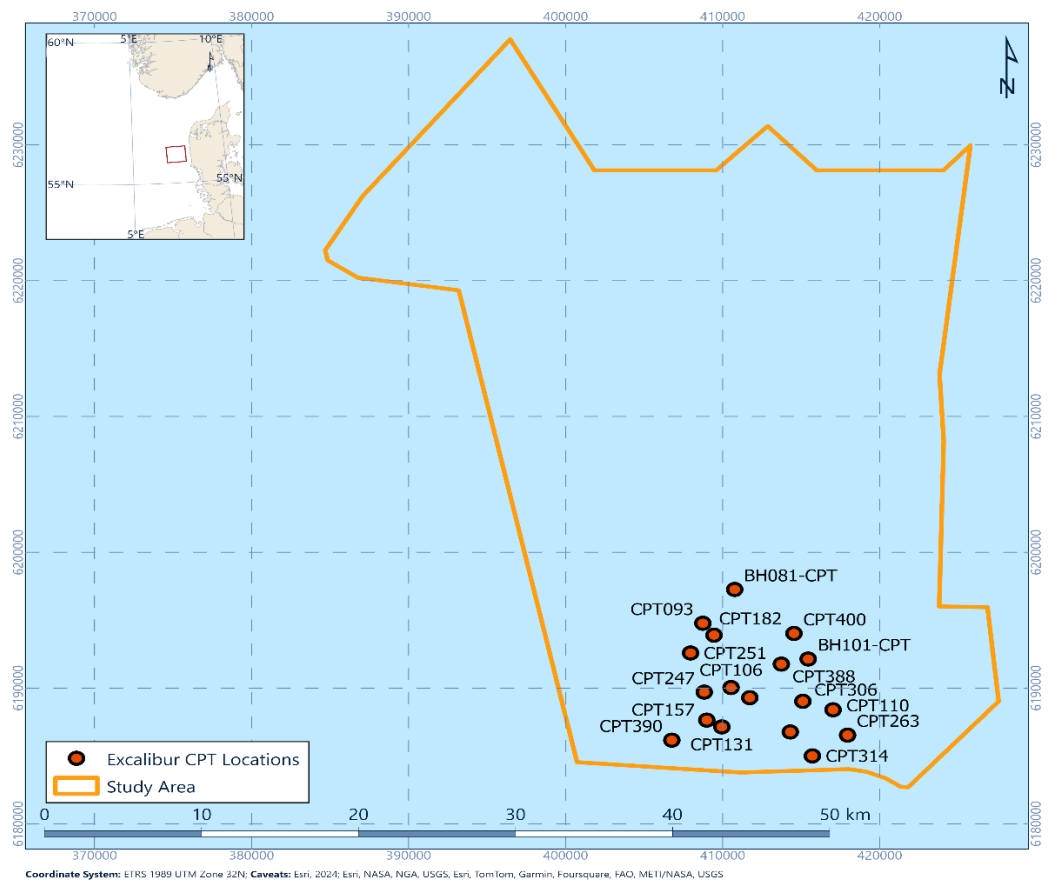 370000 380000 390000 400000 410000 420000
60°N 5°E 10°E
N
55°N 55°N
5°E
6230000 6230000
6220000 6220000
6210000 6210000
6200000 6200000
6190000 6190000
6180000 6180000
BH081-CPT
CPT093 CPT182 CPT400
BH101-CPT
CPT251
CPT106 CPT388
CPT247
CPT306
CPT110
CPT157
CPT263
CPT390
CPT131
CPT314
Excalibur CPT Locations
Study Area
0 10 20 30 40 50 km
370000 380000 390000 400000 410000 420000
Coordinate System: ETRS 1989 UTM Zone 32N; Caveats: Esri, 2024; Esri, NASA, NGA, USGS, Esri, TomTom, Garmin, Foursquare, FAO, METI/NASA, USGS